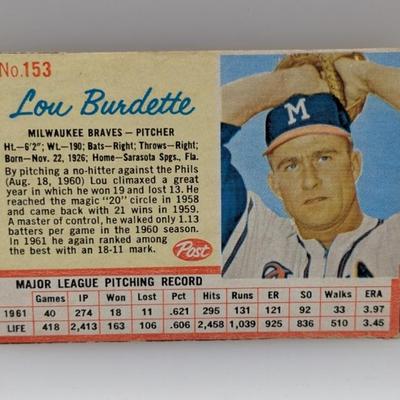 No.153
Lou Burdette
M
MILWAUKEE BRAVES—PITCHER
Ht.-6'2"; Wt.-190; Bats-Right; Throws-Right;
Born-Nov. 22, 1926; Home-Sarasota Spgs., Fla.
By pitching a no-hitter against the Phils
(Aug. 18, 1960) Lou climaxed a great
year in which he won 19 and lost 13. He
reached the magic "20" circle in 1958
and came back with 21 wins in 1959.
A master of control, he walked only 1.13
batters per game in the 1960 season.
In 1961 he again ranked among the
best with an 18-11 mark.
Post
MAJOR LEAGUE PITCHING RECORD
Games IP Won Lost Pct Hits Runs ER SO Walks ERA
1961 40 274 18 11 .621 295 131 121 92 33 3.97
LIFE 418 2,413 163 106 .606 2,458 1,039 925 836 510 3.45